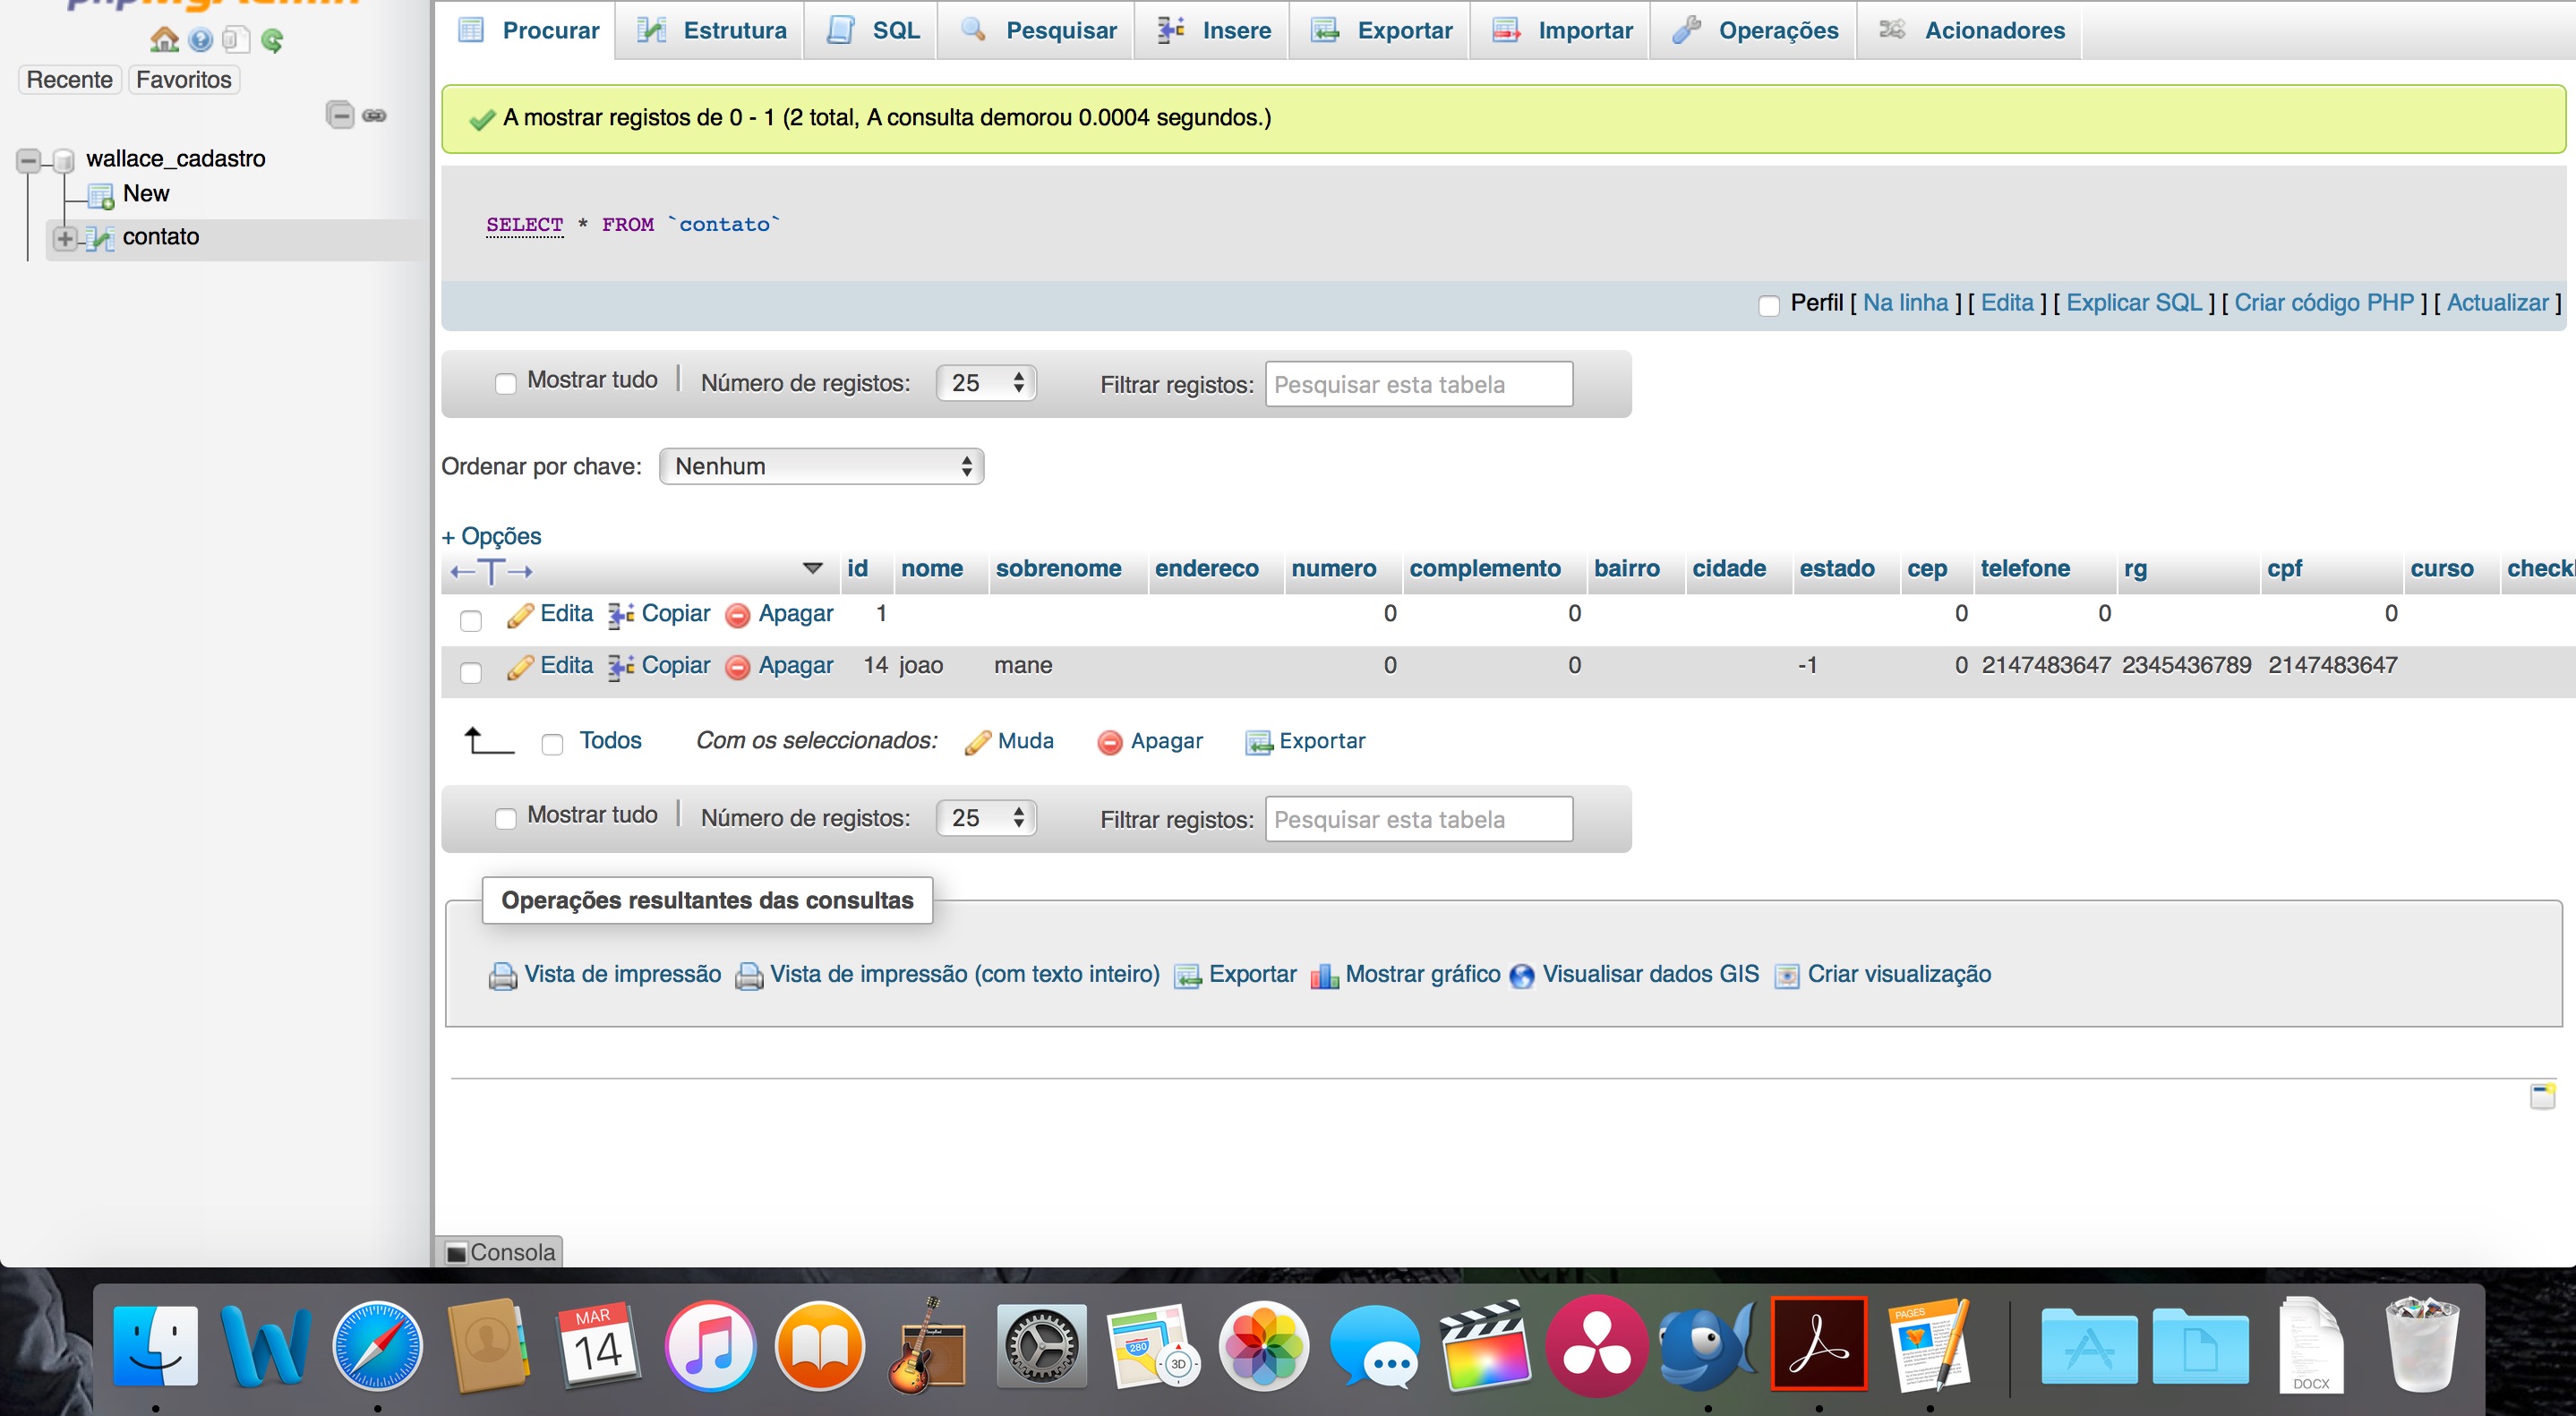 phpMyAdmin
Recente Favoritos
wallace_cadastro
New
contato
Procurar Estrutura SQL Pesquisar Insere Exportar Importar Operações Acionadores
A mostrar registos de 0 - 1 (2 total, A consulta demorou 0.0004 segundos.)
SELECT * FROM `contato`
Perfil [ Na linha ] [ Edita ] [ Explicar SQL ] [ Criar código PHP ] [ Actualizar ]
Mostrar tudo Número de registos: 25 Filtrar registos: Pesquisar esta tabela
Ordenar por chave: Nenhum
+ Opções
←T→ id nome sobrenome endereco numero complemento bairro cidade estado cep telefone rg cpf curso
Edita Copiar Apagar 1 0 0 0 0 0
Edita Copiar Apagar 14 joao mane 0 0 -1 0 2147483647 2345436789 2147483647
Todos Com os seleccionados: Muda Apagar Exportar
Mostrar tudo Número de registos: 25 Filtrar registos: Pesquisar esta tabela
Operações resultantes das consultas
Vista de impressão Vista de impressão (com texto inteiro) Exportar Mostrar gráfico Visualisar dados GIS Criar visualização
Consola
MAR
14
280
3D
PAGES
DOCX